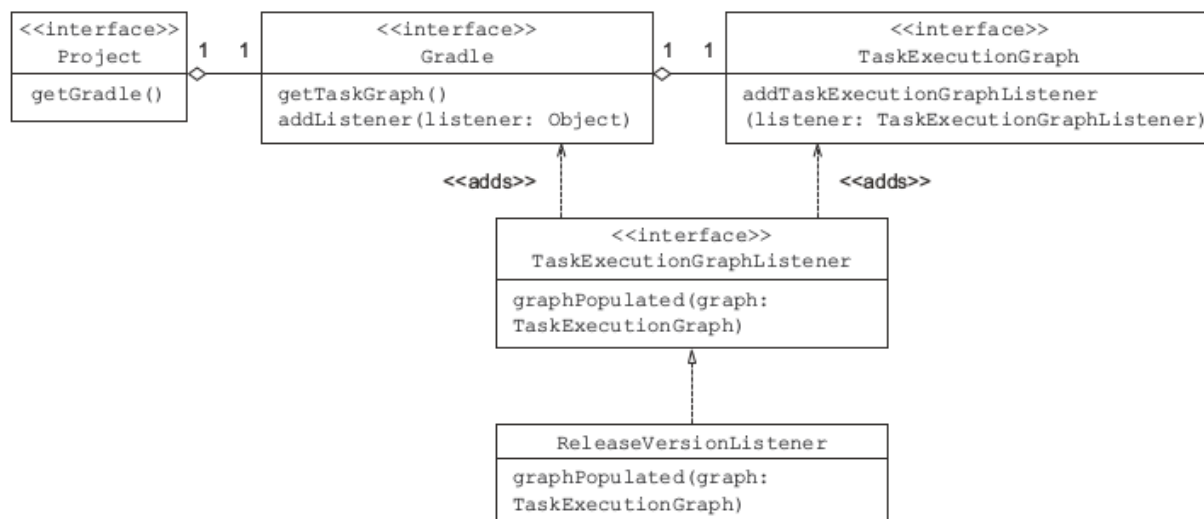 <<interface>>
Project
getGradle()
1
1
<<interface>>
Gradle
getTaskGraph()
addListener(listener: Object)
1
1
<<interface>>
TaskExecutionGraph
addTaskExecutionGraphListener
(listener: TaskExecutionGraphListener)
<<adds>>
<<adds>>
<<interface>>
TaskExecutionGraphListener
graphPopulated(graph:
TaskExecutionGraph)
ReleaseVersionListener
graphPopulated(graph:
TaskExecutionGraph)